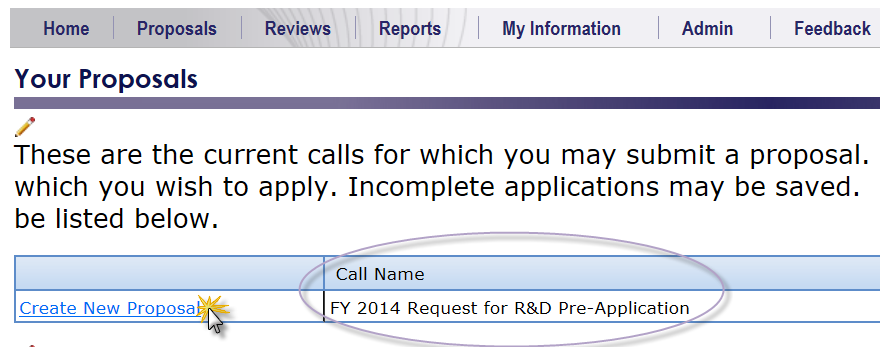 Home Proposals Reviews Reports My Information Admin Feedback
Your Proposals
These are the current calls for which you may submit a proposal.
which you wish to apply. Incomplete applications may be saved.
be listed below.
Call Name
Create New Proposal FY 2014 Request for R&D Pre-Application